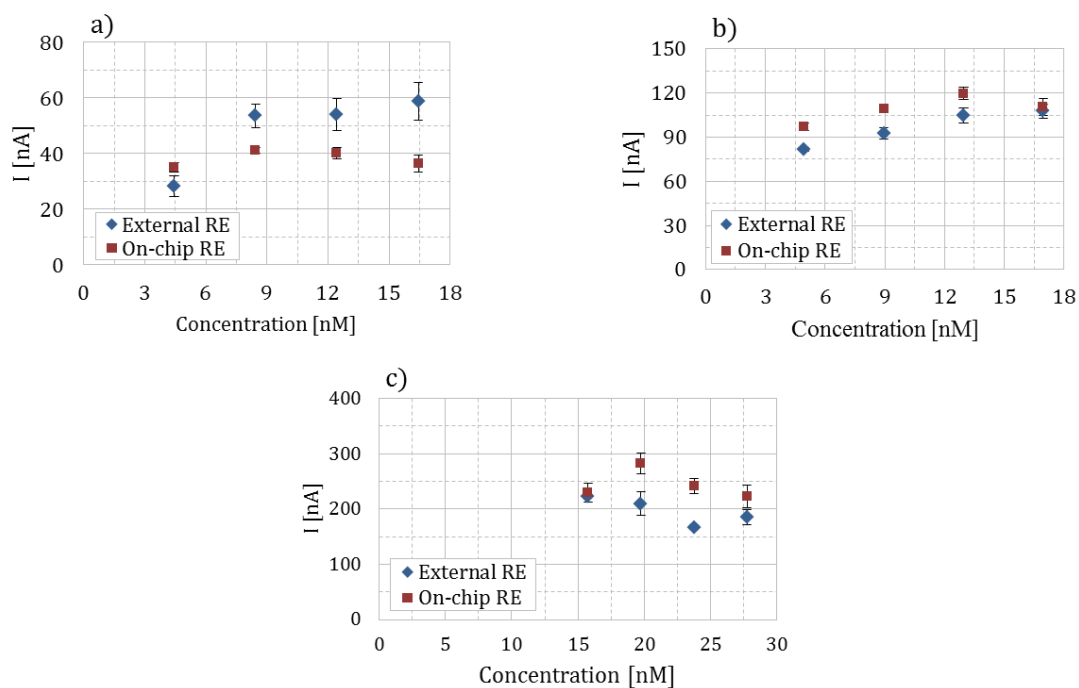 a)
80
60
40
20
0
I [nA]
External RE
On-chip RE
0 3 6 9 12 15 18
Concentration [nM]
b)
150
120
90
60
30
0
I [nA]
External RE
On-chip RE
0 3 6 9 12 15 18
Concentration [nM]
c)
400
300
200
100
0
I [nA]
External RE
On-chip RE
0 5 10 15 20 25 30
Concentration [nM]